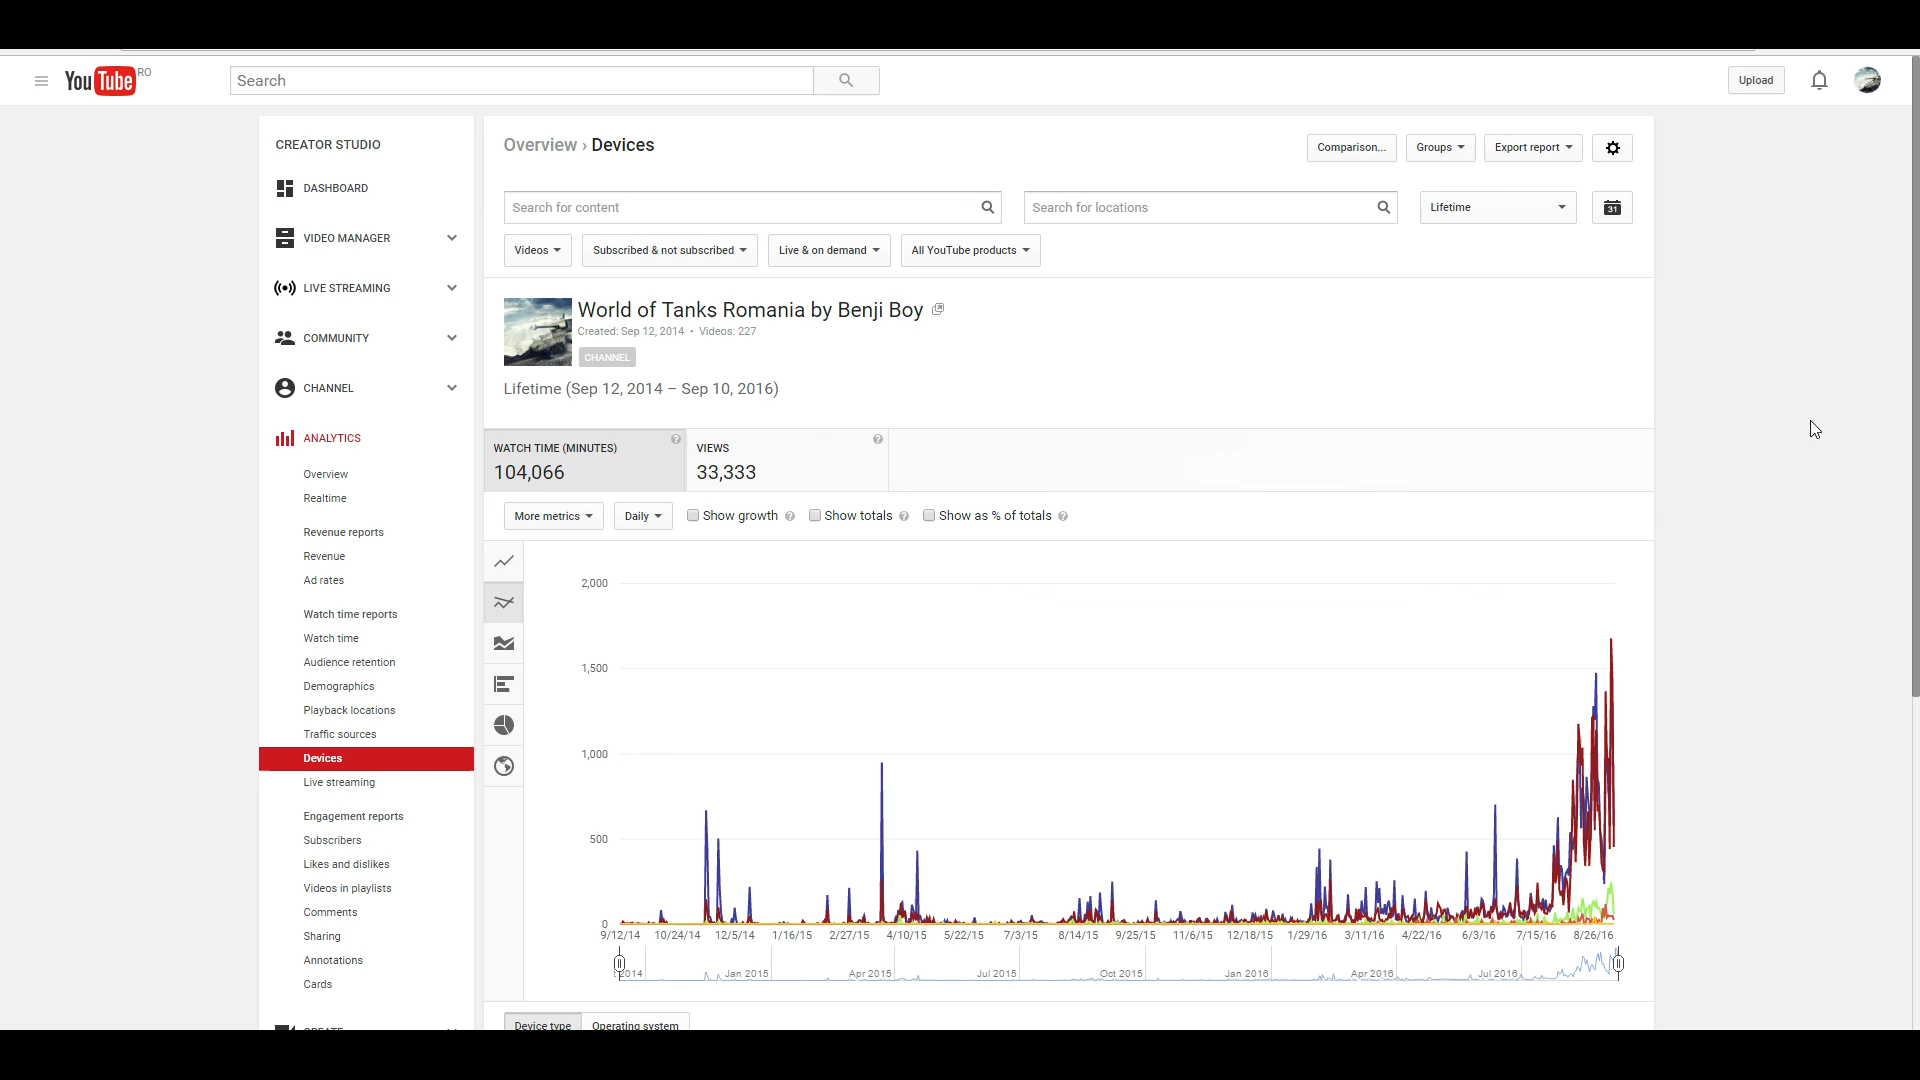 YouTube RO
Search
Upload
CREATOR STUDIO
DASHBOARD
VIDEO MANAGER
LIVE STREAMING
COMMUNITY
CHANNEL
ANALYTICS
Overview
Realtime
Revenue reports
Revenue
Ad rates
Watch time reports
Watch time
Audience retention
Demographics
Playback locations
Traffic sources
Devices
Live streaming
Engagement reports
Subscribers
Likes and dislikes
Videos in playlists
Comments
Sharing
Annotations
Cards
CREATE
Overview › Devices
Comparison... Groups Export report
Search for content Search for locations Lifetime 31
Videos Subscribed & not subscribed Live & on demand All YouTube products
World of Tanks Romania by Benji Boy
Created: Sep 12, 2014 • Videos: 227
CHANNEL
Lifetime (Sep 12, 2014 – Sep 10, 2016)
WATCH TIME (MINUTES) ? VIEWS ?
104,066 33,333
More metrics Daily Show growth ? Show totals ? Show as % of totals ?
2,000
1,500
1,000
500
0
9/12/14 10/24/14 12/5/14 1/16/15 2/27/15 4/10/15 5/22/15 7/3/15 8/14/15 9/25/15 11/6/15 12/18/15 1/29/16 3/11/16 4/22/16 6/3/16 7/15/16 8/26/16
2014 Jan 2015 Apr 2015 Jul 2015 Oct 2015 Jan 2016 Apr 2016 Jul 2016
Device type Operating system